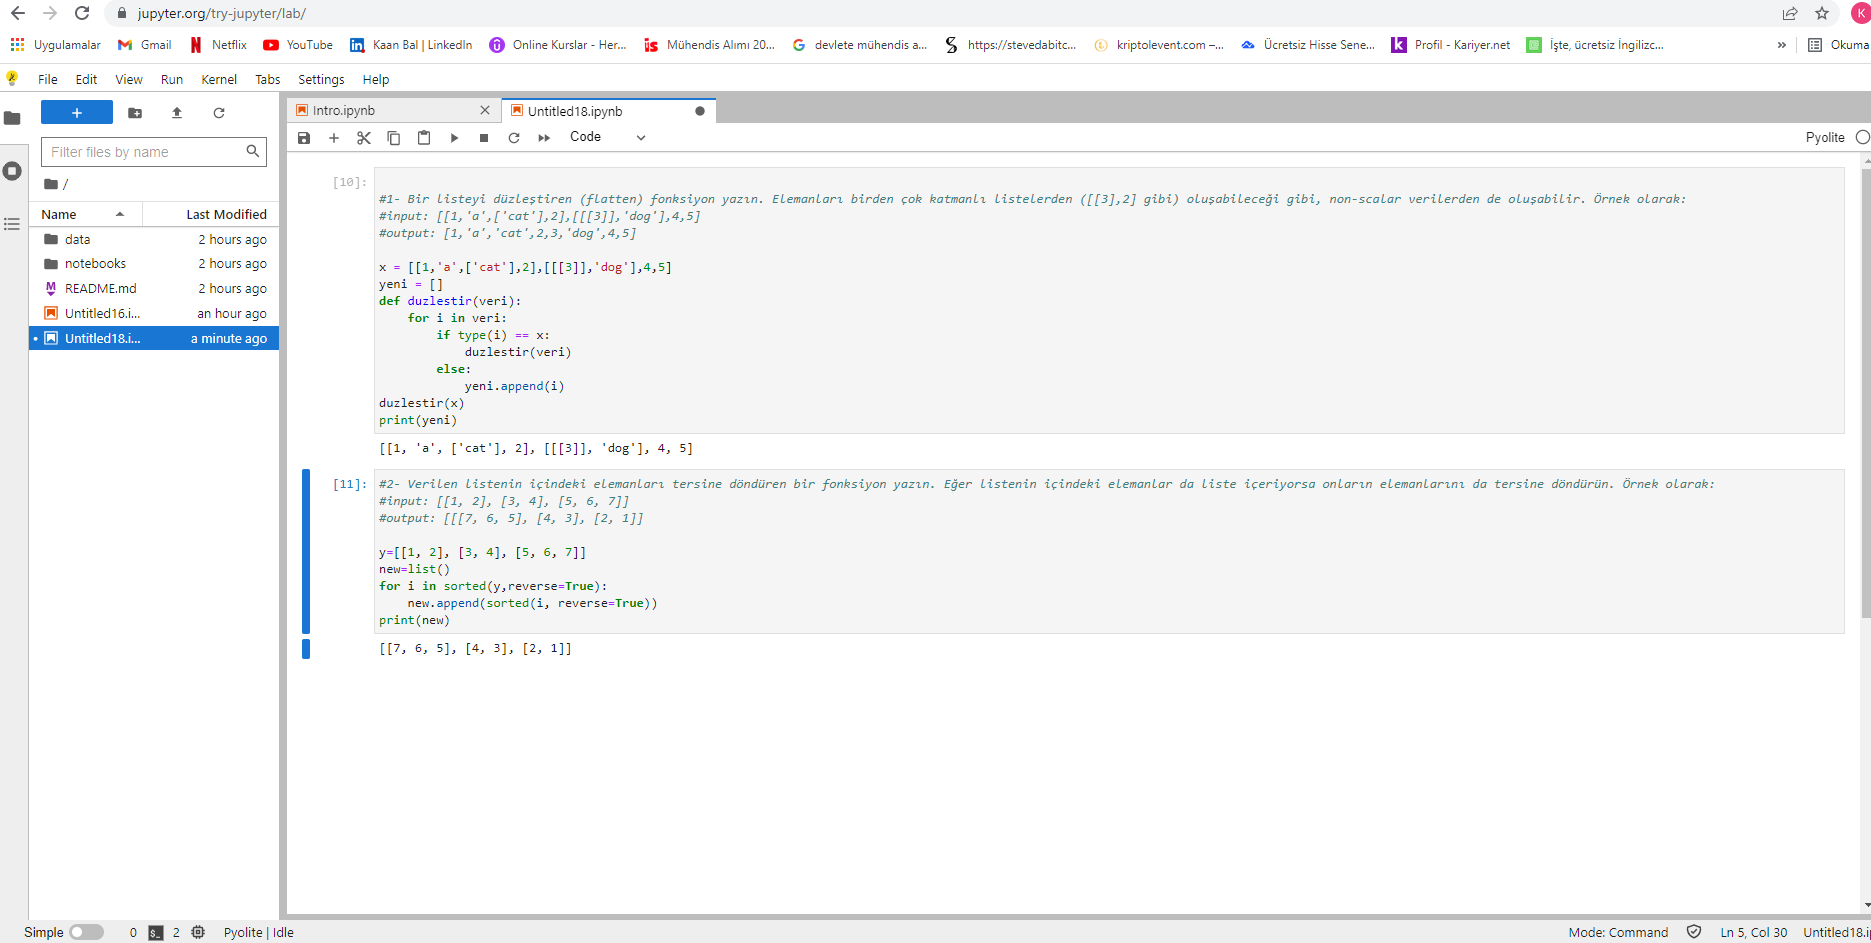 jupyter.org/try-jupyter/lab/
K
Uygulamalar
Gmail
Netflix
YouTube
Kaan Bal | LinkedIn
Online Kurslar - Her...
Mühendis Alımı 20...
devlete mühendis a...
https://stevedabitc...
kriptolevent.com –...
Ücretsiz Hisse Sene...
Profil - Kariyer.net
İşte, ücretsiz İngilizc...
»
Okuma
File Edit View Run Kernel Tabs Settings Help
Filter files by name
/
Name Last Modified
data 2 hours ago
notebooks 2 hours ago
README.md 2 hours ago
Untitled16.i... an hour ago
Untitled18.i... a minute ago
Intro.ipynb
Untitled18.ipynb
Code
Pyolite
[10]:
#1- Bir listeyi düzleştiren (flatten) fonksiyon yazın. Elemanları birden çok katmanlı listelerden ([[3],2] gibi) oluşabileceği gibi, non-scalar verilerden de oluşabilir. Örnek olarak:
#input: [[1,'a',['cat'],2],[[[3]],'dog'],4,5]
#output: [1,'a','cat',2,3,'dog',4,5]
x = [[1,'a',['cat'],2],[[[3]],'dog'],4,5]
yeni = []
def duzlestir(veri):
    for i in veri:
        if type(i) == x:
            duzlestir(veri)
        else:
            yeni.append(i)
duzlestir(x)
print(yeni)
[[1, 'a', ['cat'], 2], [[[3]], 'dog'], 4, 5]
[11]:
#2- Verilen listenin içindeki elemanları tersine döndüren bir fonksiyon yazın. Eğer listenin içindeki elemanlar da liste içeriyorsa onların elemanlarını da tersine döndürün. Örnek olarak:
#input: [[1, 2], [3, 4], [5, 6, 7]]
#output: [[[7, 6, 5], [4, 3], [2, 1]]
y=[[1, 2], [3, 4], [5, 6, 7]]
new=list()
for i in sorted(y,reverse=True):
    new.append(sorted(i, reverse=True))
print(new)
[[7, 6, 5], [4, 3], [2, 1]]
Simple 0 2 Pyolite | Idle
Mode: Command Ln 5, Col 30 Untitled18.i